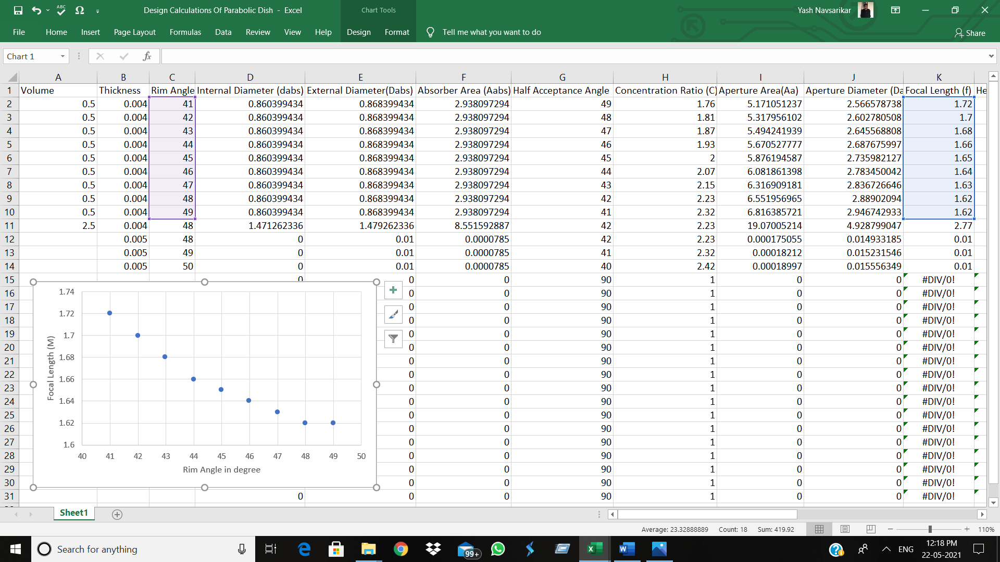 Design Calculations Of Parabolic Dish - Excel
Chart Tools
Yash Navsarikar
File Home Insert Page Layout Formulas Data Review View Help Design Format Tell me what you want to do Share
Chart 1 fx
A B C D E F G H I J K
1 Volume Thickness Rim Angle Internal Diameter (dabs) External Diameter(Dabs) Absorber Area (Aabs) Half Acceptance Angle Concentration Ratio (C) Aperture Area(Aa) Aperture Diameter (Da Focal Length (f) He
2 0.5 0.004 41 0.860399434 0.868399434 2.938097294 49 1.76 5.171051237 2.566578738 1.72
3 0.5 0.004 42 0.860399434 0.868399434 2.938097294 48 1.81 5.317956102 2.602780508 1.7
4 0.5 0.004 43 0.860399434 0.868399434 2.938097294 47 1.87 5.494241939 2.645568808 1.68
5 0.5 0.004 44 0.860399434 0.868399434 2.938097294 46 1.93 5.670527777 2.687675997 1.66
6 0.5 0.004 45 0.860399434 0.868399434 2.938097294 45 2 5.876194587 2.735982127 1.65
7 0.5 0.004 46 0.860399434 0.868399434 2.938097294 44 2.07 6.081861398 2.783450042 1.64
8 0.5 0.004 47 0.860399434 0.868399434 2.938097294 43 2.15 6.316909181 2.836726646 1.63
9 0.5 0.004 48 0.860399434 0.868399434 2.938097294 42 2.23 6.551956965 2.88902094 1.62
10 0.5 0.004 49 0.860399434 0.868399434 2.938097294 41 2.32 6.816385721 2.946742933 1.62
11 2.5 0.004 48 1.471262336 1.479262336 8.551592887 42 2.23 19.07005214 4.928799047 2.77
12 0.005 48 0 0.01 0.0000785 42 2.23 0.000175055 0.014933185 0.01
13 0.005 49 0 0.01 0.0000785 41 2.32 0.00018212 0.015231546 0.01
14 0.005 50 0 0.01 0.0000785 40 2.42 0.00018997 0.015556349 0.01
15 0 0 0 90 1 0 0 #DIV/0!
16 0 0 90 1 0 0 #DIV/0!
17 0 0 90 1 0 0 #DIV/0!
18 0 0 90 1 0 0 #DIV/0!
19 0 0 90 1 0 0 #DIV/0!
20 0 0 90 1 0 0 #DIV/0!
21 0 0 90 1 0 0 #DIV/0!
22 0 0 90 1 0 0 #DIV/0!
23 0 0 90 1 0 0 #DIV/0!
24 0 0 90 1 0 0 #DIV/0!
25 0 0 90 1 0 0 #DIV/0!
26 0 0 90 1 0 0 #DIV/0!
27 0 0 90 1 0 0 #DIV/0!
28 0 0 90 1 0 0 #DIV/0!
29 0 0 90 1 0 0 #DIV/0!
30 0 0 90 1 0 0 #DIV/0!
31 0 0 0 90 1 0 0 #DIV/0!
1.74
1.72
1.7
1.68
1.66
1.64
1.62
1.6
Focal Length (M)
40 41 42 43 44 45 46 47 48 49 50
Rim Angle in degree
Sheet1
Average: 23.32888889 Count: 18 Sum: 419.92 110%
Search for anything
99+
ENG
12:18 PM
22-05-2021